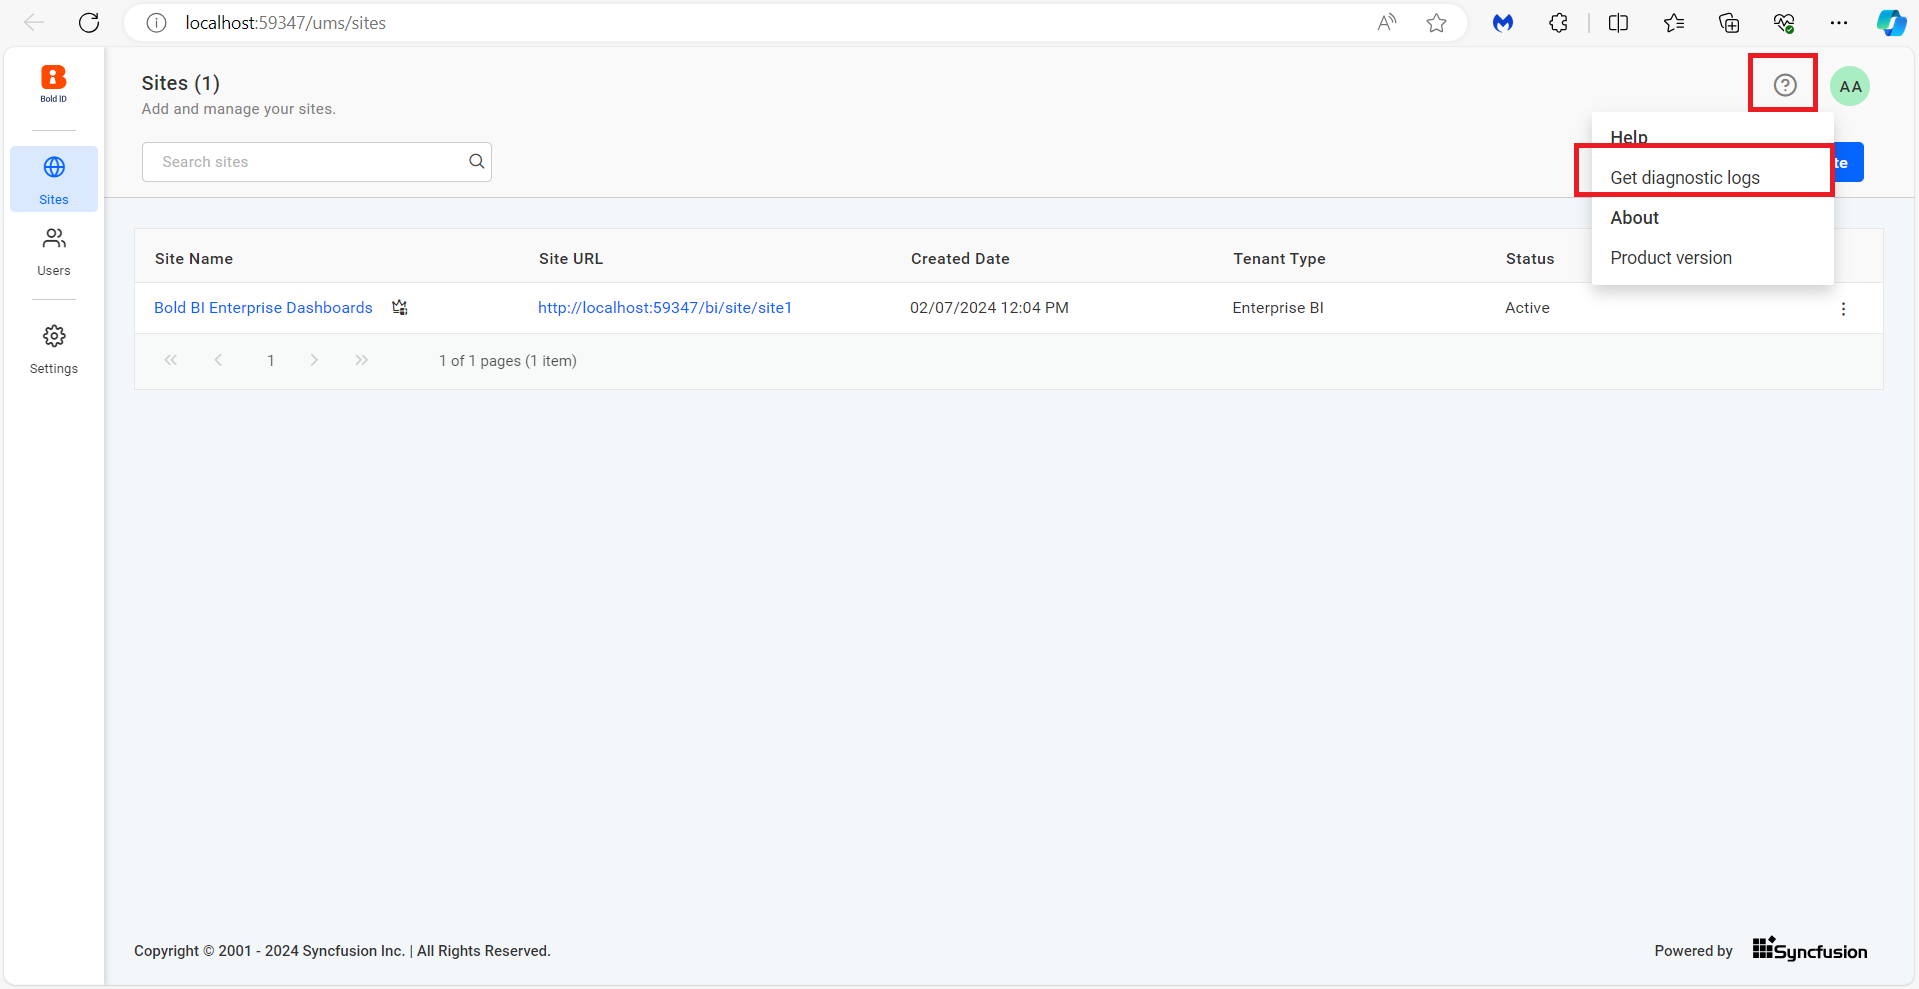 localhost:59347/ums/sites
Bold ID
Sites (1)
Add and manage your sites.
AA
Search sites
te
Help
Get diagnostic logs
About
Product version
Sites
Users
Settings
Site Name Site URL Created Date Tenant Type Status
Bold BI Enterprise Dashboards http://localhost:59347/bi/site/site1 02/07/2024 12:04 PM Enterprise BI Active
1 1 of 1 pages (1 item)
Copyright © 2001 - 2024 Syncfusion Inc. | All Rights Reserved.
Powered by Syncfusion